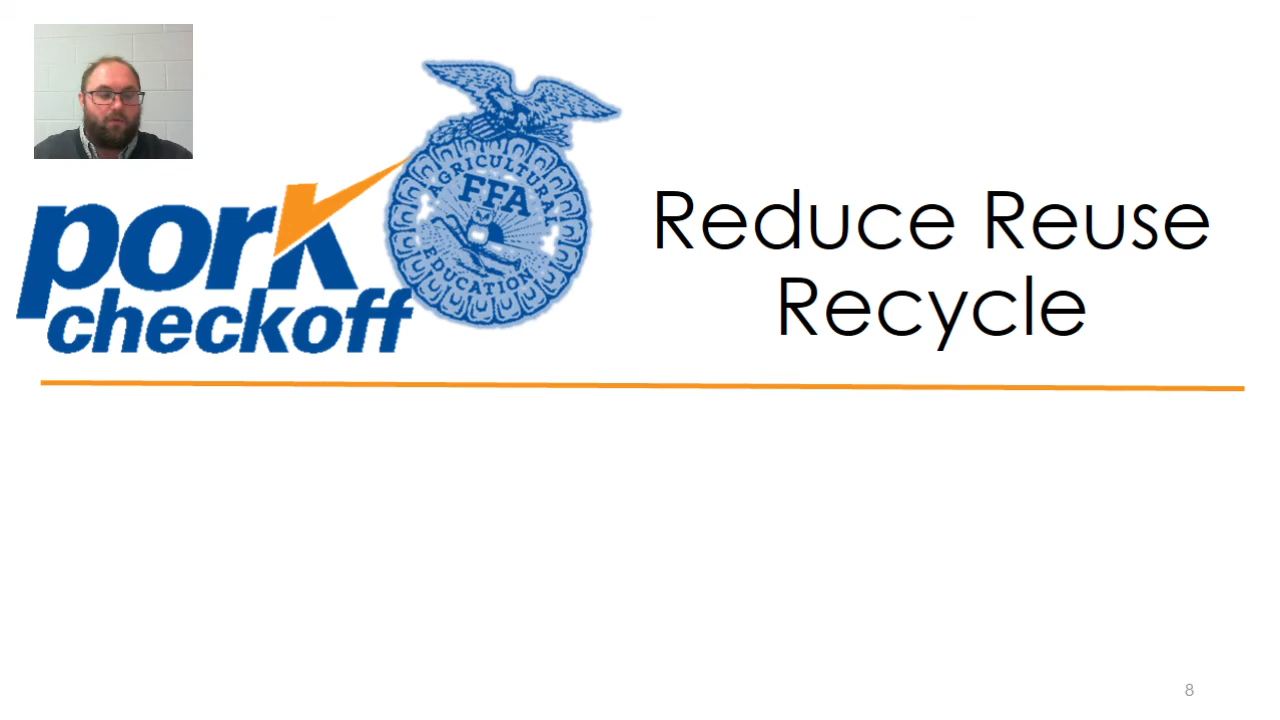 AGRICULTURAL
FFA
EDUCATION
pork
checkoff
Reduce Reuse
Recycle
8